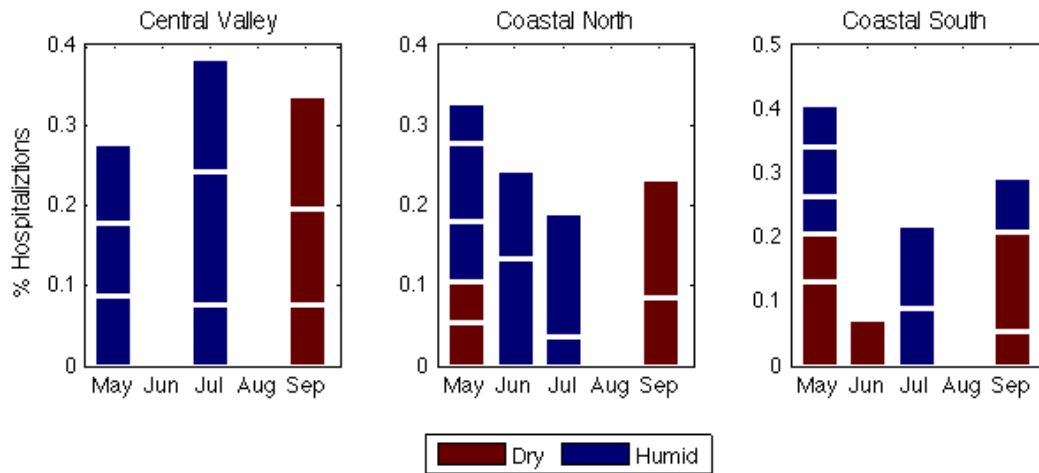 Central Valley
Coastal North
Coastal South
% Hospitaliztions
0.4
0.3
0.2
0.1
0
May Jun Jul Aug Sep
0.4
0.3
0.2
0.1
0
May Jun Jul Aug Sep
0.5
0.4
0.3
0.2
0.1
0
May Jun Jul Aug Sep
Dry Humid